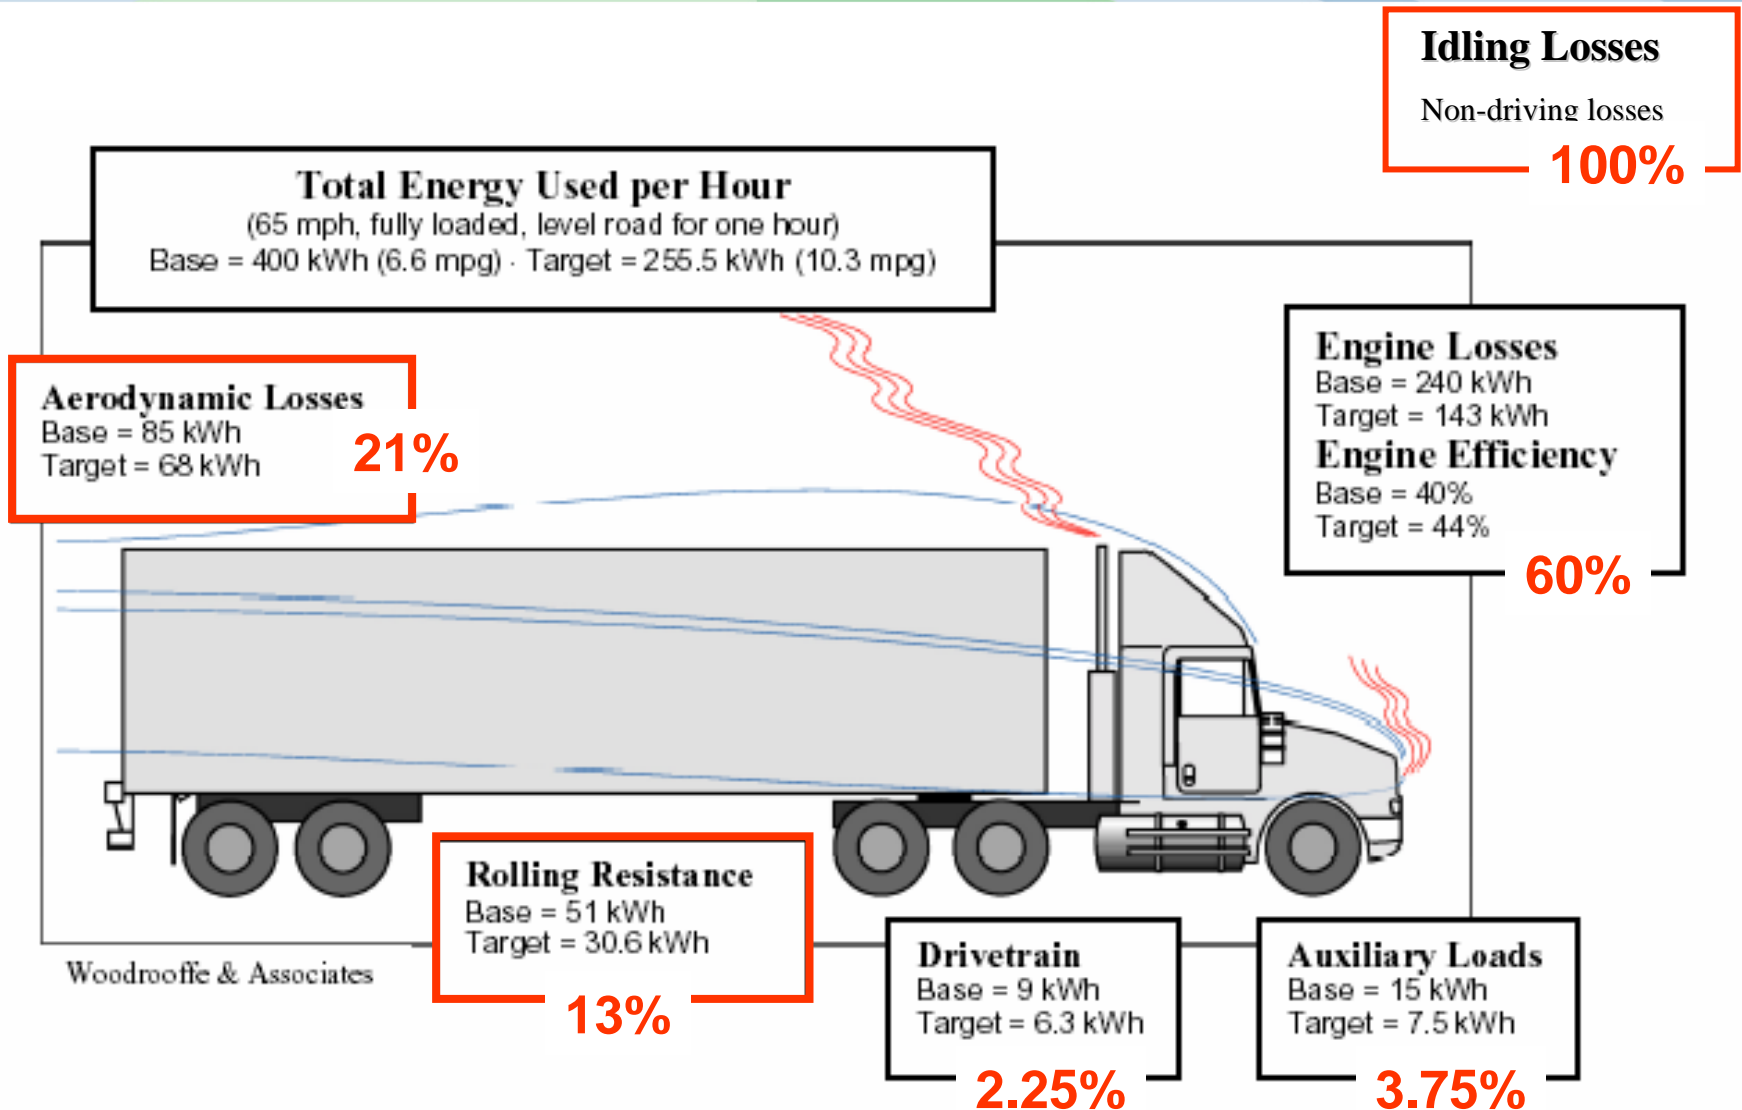 Idling Losses
Non-driving losses
100%
Total Energy Used per Hour
(65 mph, fully loaded, level road for one hour)
Base = 400 kWh (6.6 mpg) · Target = 255.5 kWh (10.3 mpg)
Engine Losses
Base = 240 kWh
Target = 143 kWh
Engine Efficiency
Base = 40%
Target = 44%
60%
Aerodynamic Losses
Base = 85 kWh
Target = 68 kWh
21%
Rolling Resistance
Base = 51 kWh
Target = 30.6 kWh
13%
Woodrooffe & Associates
Drivetrain
Base = 9 kWh
Target = 6.3 kWh
2.25%
Auxiliary Loads
Base = 15 kWh
Target = 7.5 kWh
3.75%